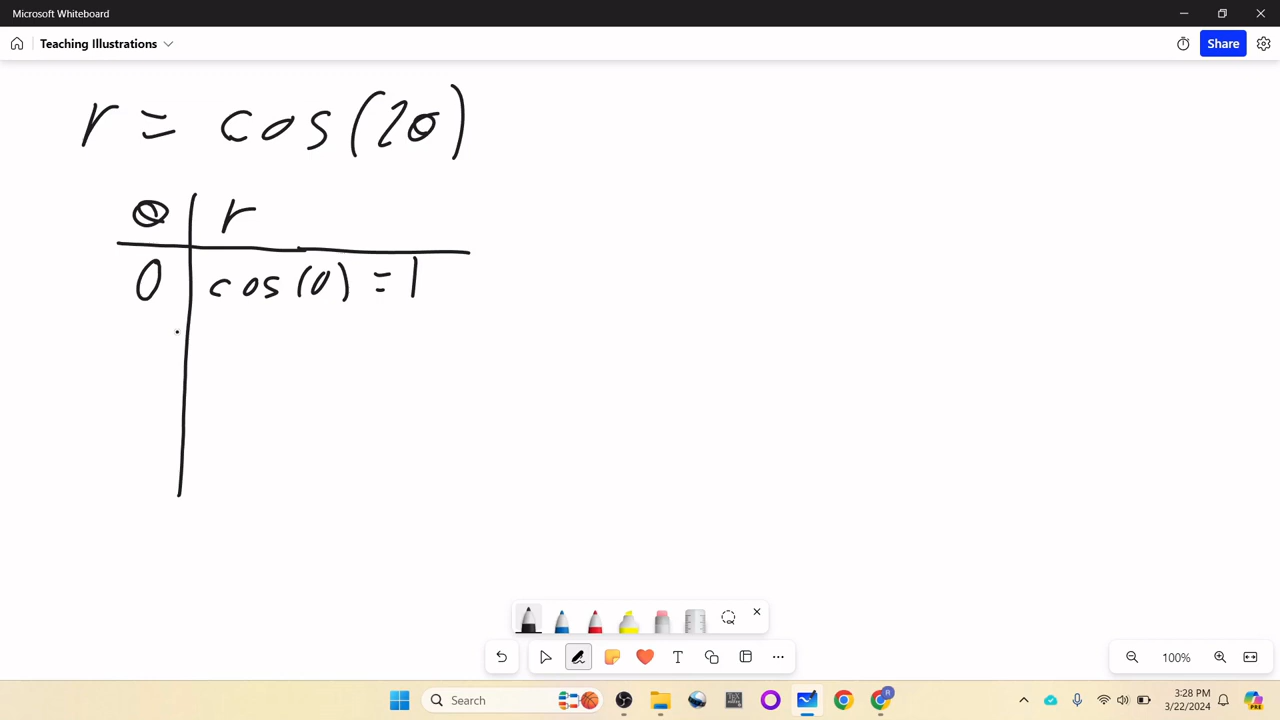 Microsoft Whiteboard
Teaching Illustrations
Share
r = cos(2θ)
θ r
0 cos(0) = 1
100%
Search
3:28 PM
3/22/2024